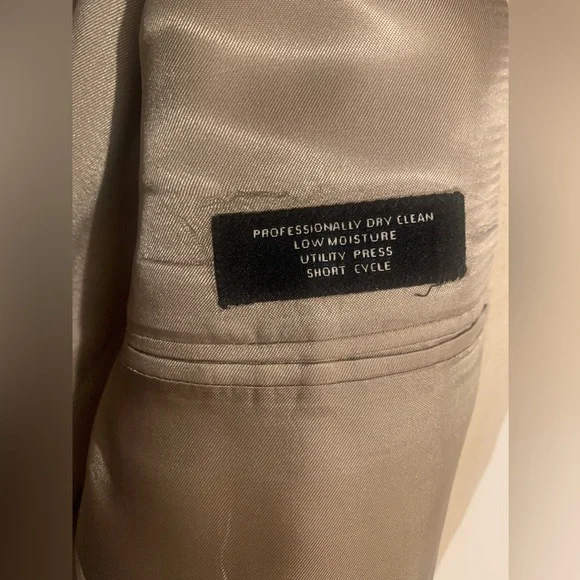 PROFESSIONALLY DRY CLEAN
LOW MOISTURE
UTILITY PRESS
SHORT CYCLE